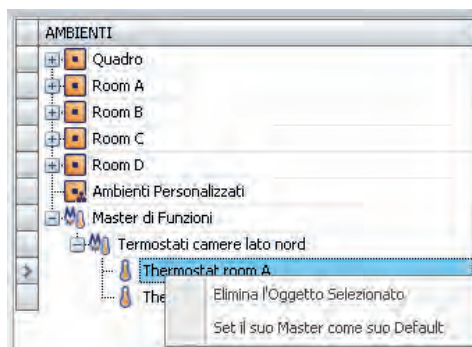 AMBIENTI
Quadro
Room A
Room B
Room C
Room D
Ambienti Personalizzati
Master di Funzioni
Termostati camere lato nord
Thermostat room A
The
Elimina l'Oggetto Selezionato
Set il suo Master come suo Default